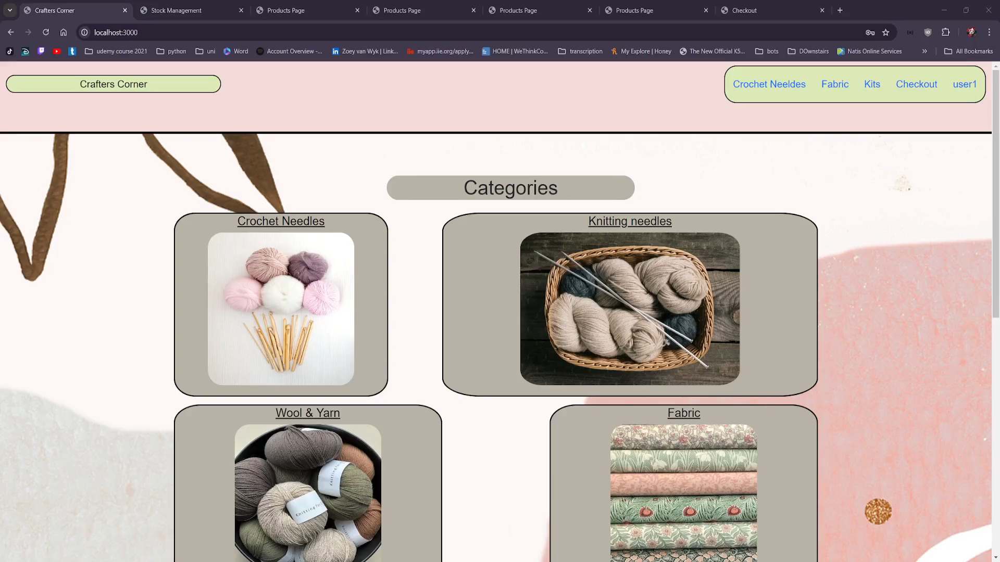 Crafters Corner
Stock Management
Products Page
Products Page
Products Page
Products Page
Checkout
localhost:3000
udemy course 2021
python
uni
Word
Account Overview -...
Zoey van Wyk | Link...
myapp.iie.org/apply...
HOME | WeThinkCo...
transcription
My Explore | Honey
The New Official K5...
bots
DOwnstairs
Natis Online Services
All Bookmarks
Crafters Corner
Crochet Neeldes
Fabric
Kits
Checkout
user1
Categories
Crochet Needles
Knitting needles
Wool & Yarn
Fabric